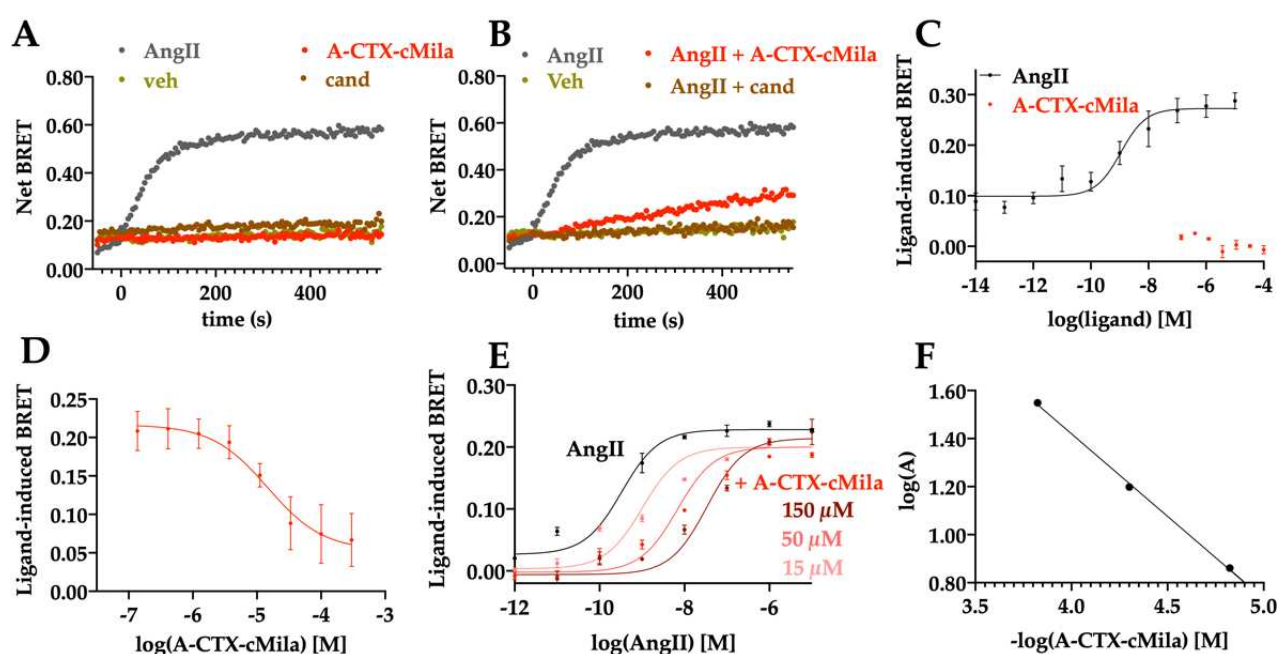 A
AngII
A-CTX-cMila
veh
cand
Net BRET
0.80
0.60
0.40
0.20
0.00
0
200
400
time (s)
B
AngII
AngII + A-CTX-cMila
Veh
AngII + cand
Net BRET
0.80
0.60
0.40
0.20
0.00
0
200
400
time (s)
C
AngII
A-CTX-cMila
Ligand-induced BRET
0.30
0.20
0.10
0.00
-14
-12
-10
-8
-6
-4
log(ligand) [M]
D
Ligand-induced BRET
0.25
0.20
0.15
0.10
0.05
0.00
-7
-6
-5
-4
-3
log(A-CTX-cMila) [M]
E
Ligand-induced BRET
0.30
0.20
0.10
0.00
AngII
+ A-CTX-cMila
150 µM
50 µM
15 µM
-12
-10
-8
-6
log(AngII) [M]
F
log(A)
1.60
1.40
1.20
1.00
0.80
3.5
4.0
4.5
5.0
-log(A-CTX-cMila) [M]